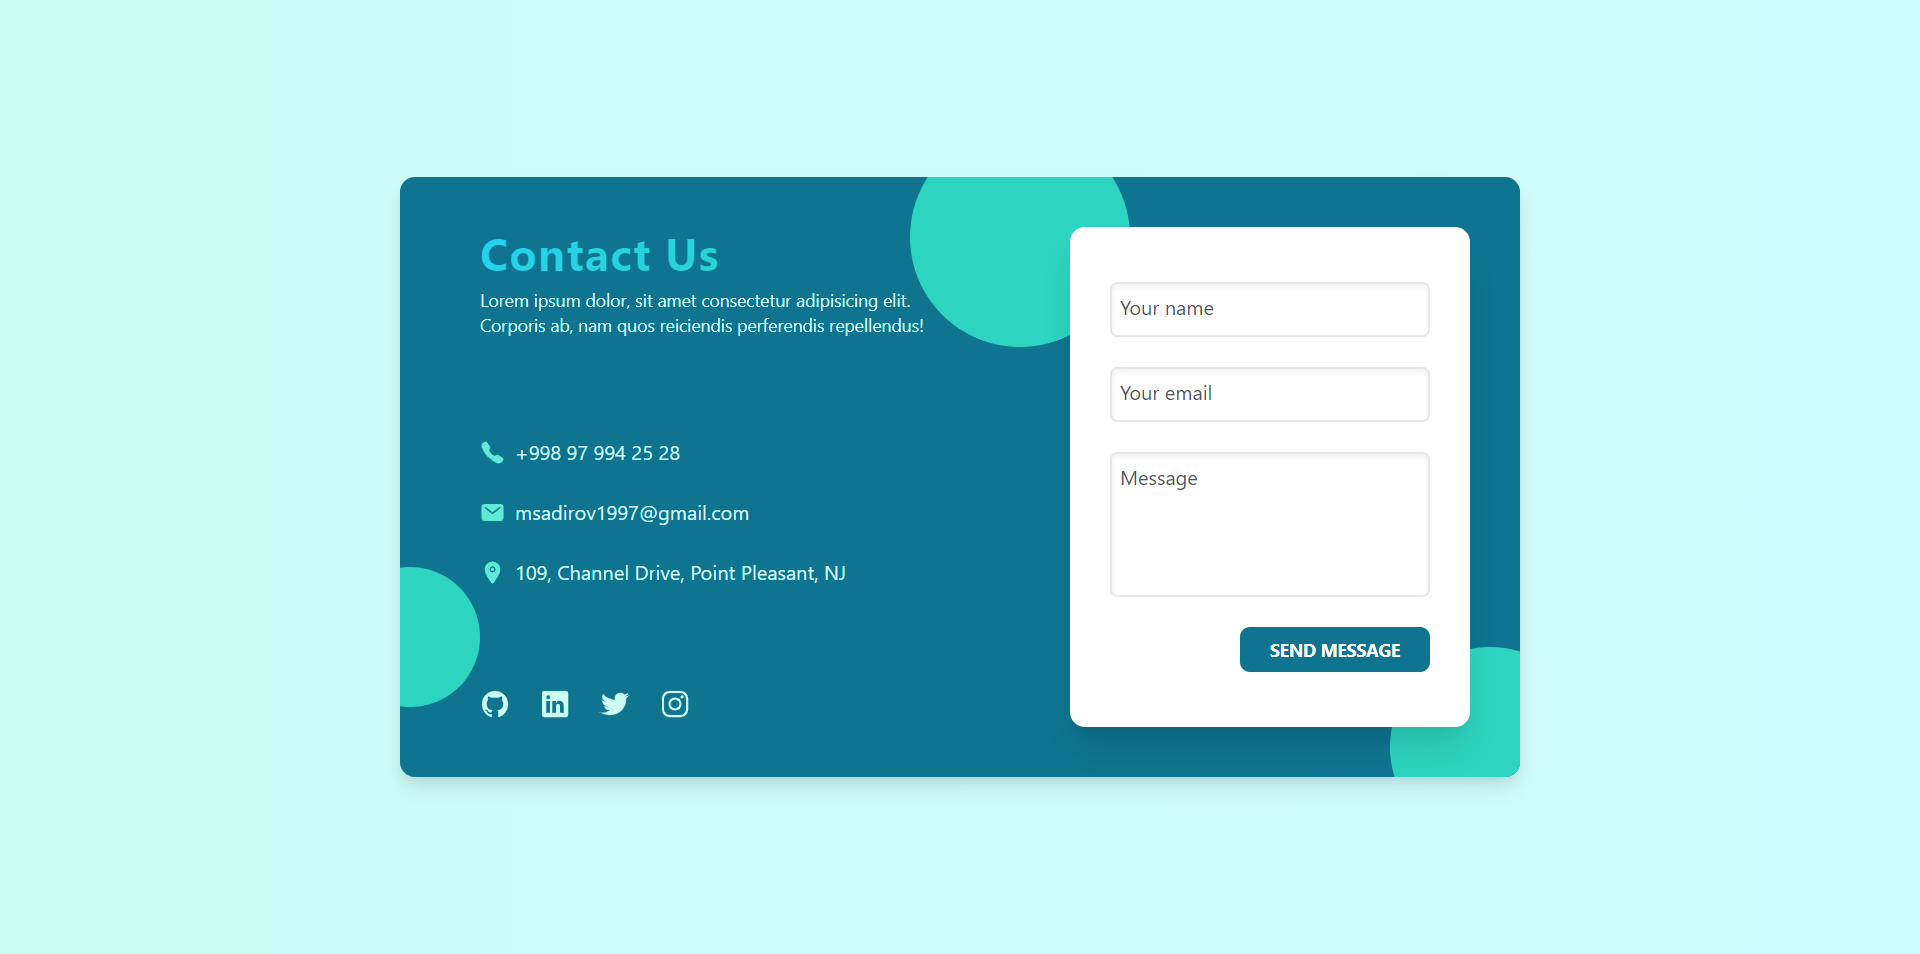 Contact Us
Lorem ipsum dolor, sit amet consectetur adipisicing elit.
Corporis ab, nam quos reiciendis perferendis repellendus!
+998 97 994 25 28
msadirov1997@gmail.com
109, Channel Drive, Point Pleasant, NJ
Your name
Your email
Message
SEND MESSAGE